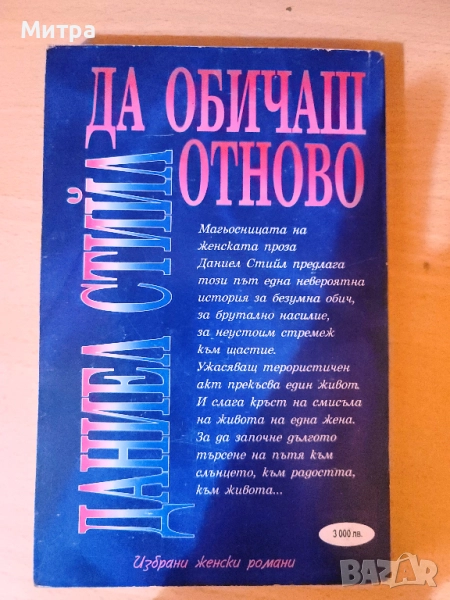 Митра
ДА ОБИЧАШ
ОТНОВО
ДАНИЕЛ СТИЙЛ
Магьосницата на
женската проза
Даниел Стийл предлага
този път една невероятна
история за безумна обич,
за брутално насилие,
за неустоим стремеж
към щастие.
Ужасяващ терористичен
акт прекъсва един живот.
И слага кръст на смисъла
на живота на една жена.
За да започне дългото
търсене на пътя към
слънцето, към радостта,
към живота...
3 000 лв.
Избрани женски романи
BAZAR